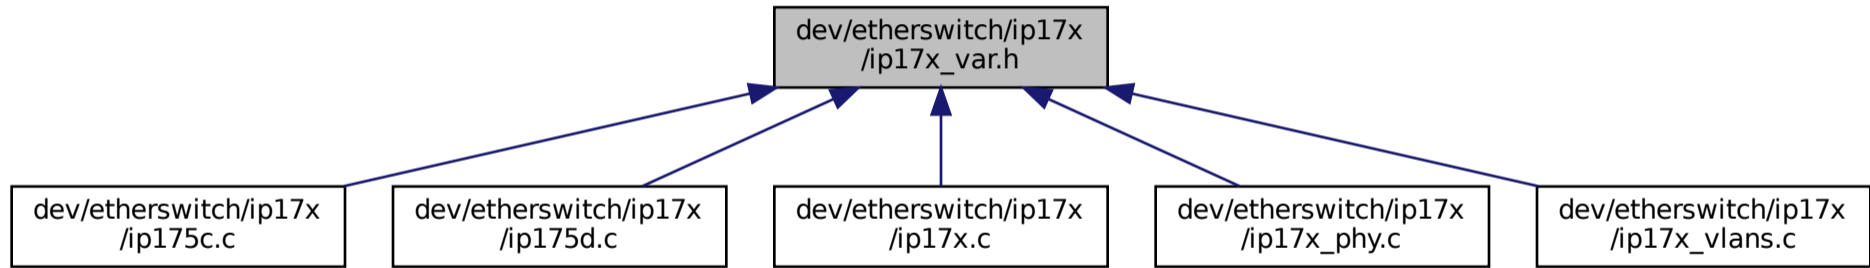 dev/etherswitch/ip17x
/ip17x_var.h
dev/etherswitch/ip17x
/ip175c.c
dev/etherswitch/ip17x
/ip175d.c
dev/etherswitch/ip17x
/ip17x.c
dev/etherswitch/ip17x
/ip17x_phy.c
dev/etherswitch/ip17x
/ip17x_vlans.c